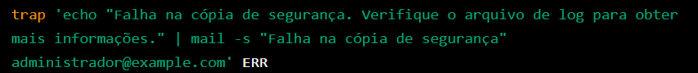 trap 'echo "Falha na cópia de segurança. Verifique o arquivo de log para obter
mais informações." | mail -s "Falha na cópia de segurança"
administrador@example.com' ERR